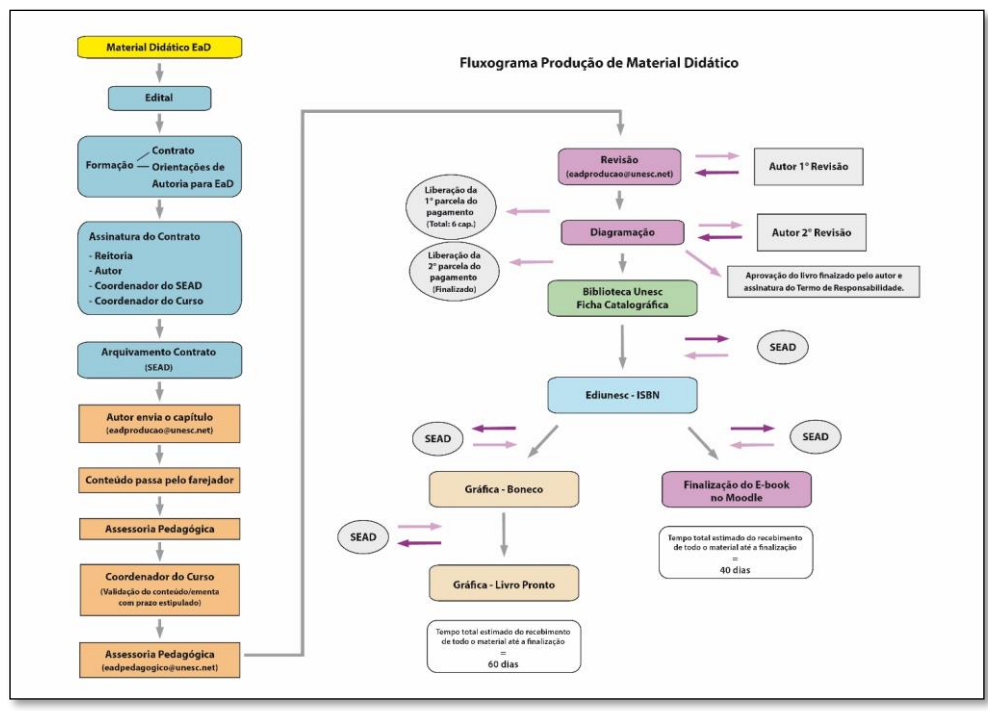 Material Didático EaD
Fluxograma Produção de Material Didático
Edital
Formação
Contrato
Orientações de
Autoria para EaD
Assinatura do Contrato
- Reitoria
- Autor
- Coordenador do SEAD
- Coordenador do Curso
Arquivamento Contrato
(SEAD)
Autor envia o capítulo
(eadproducao@unesc.net)
Conteúdo passa pelo farejador
Assessoria Pedagógica
Coordenador do Curso
(Validação do conteúdo/ementa
com prazo estipulado)
Assessoria Pedagógica
(eadpedagogico@unesc.net)
Revisão
(eadproducao@unesc.net)
Autor 1° Revisão
Liberação da
1° parcela do
pagamento
(Total: 6 cap.)
Diagramação
Autor 2° Revisão
Liberação da
2° parcela do
pagamento
(Finalizado)
Aprovação do livro finalzado pelo autor e
assinatura do Termo de Responsabilidade.
Biblioteca Unesc
Ficha Catalográfica
SEAD
Ediunesc - ISBN
SEAD
SEAD
Gráfica - Boneco
Finalização do E-book
no Moodle
SEAD
Tempo total estimado do recebimento
de todo o material até a finalização
=
40 dias
Gráfica - Livro Pronto
Tempo total estimado do recebimento
de todo o material até a finalização
=
60 dias